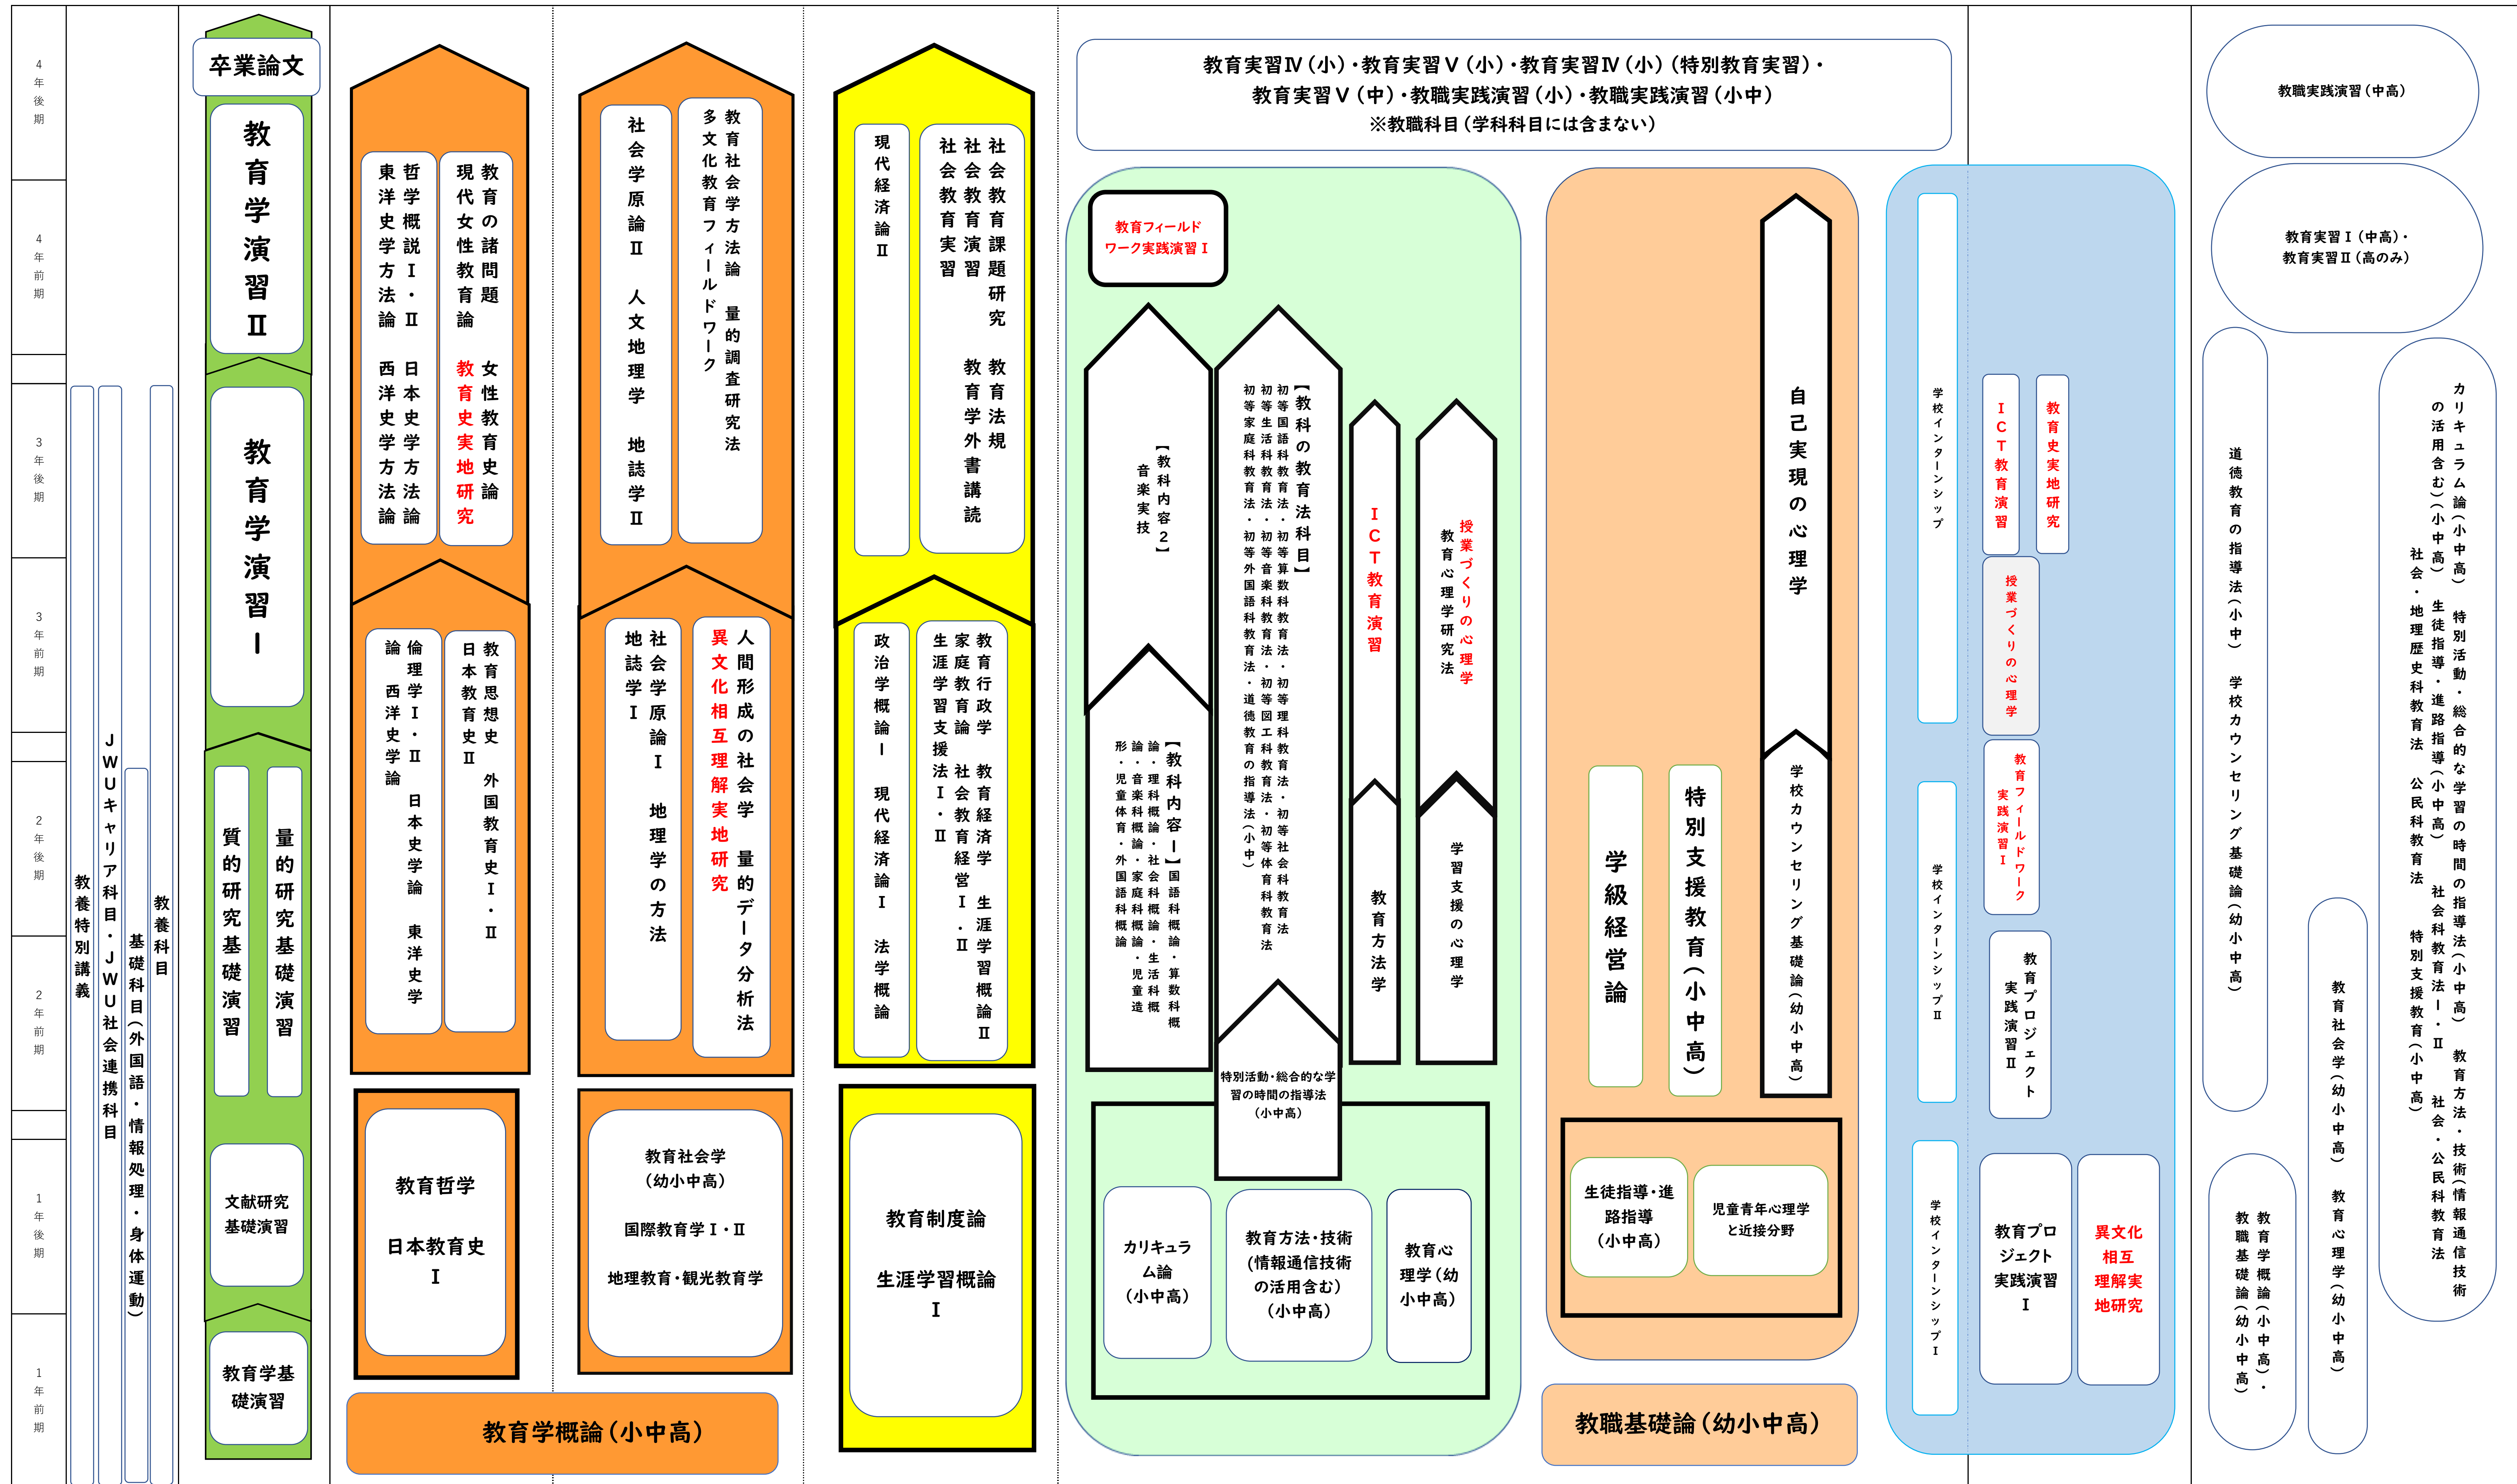 4年後期
4年前期
3年後期
3年前期
2年後期
2年前期
1年後期
1年前期
教養特別講義
JWUキャリア科目・JWU社会連携科目
基礎科目(外国語・情報処理・身体運動)
教養科目
卒業論文
教育学演習Ⅱ
教育学演習Ⅰ
質的研究基礎演習
量的研究基礎演習
文献研究
基礎演習
教育学基
礎演習
哲学概説Ⅰ・Ⅱ 日本史学方法論
東洋史学方法論 西洋史学方法論
教育の諸問題 女性教育史論
現代女性教育論 教育史実地研究
倫理学Ⅰ・Ⅱ 日本史学論 東洋史学
論 西洋史学論
教育思想史 外国教育史Ⅰ・Ⅱ
日本教育史Ⅱ
教育哲学
日本教育史
Ⅰ
教育学概論(小中高)
社会学原論Ⅱ 人文地理学 地誌学Ⅱ
教育社会学方法論 量的調査研究法
多文化教育フィールドワーク
社会学原論Ⅰ 地理学の方法
地誌学Ⅰ
人間形成の社会学 量的データ分析法
異文化相互理解実地研究
教育社会学
(幼小中高)
国際教育学Ⅰ・Ⅱ
地理教育・観光教育学
現代経済論Ⅱ
社会教育課題研究 教育法規
社会教育演習 教育学外書講読
社会教育実習
政治学概論Ⅰ 現代経済論Ⅰ 法学概論
教育行政学 教育経済学 生涯学習概論Ⅱ
家庭教育論 社会教育経営Ⅰ.Ⅱ
生涯学習支援法Ⅰ・Ⅱ
教育制度論
生涯学習概論
Ⅰ
教育実習Ⅳ(小)・教育実習Ⅴ(小)・教育実習Ⅳ(小)(特別教育実習)・
教育実習Ⅴ(中)・教職実践演習(小)・教職実践演習(小中)
※教職科目(学科科目には含まない)
教育フィールド
ワーク実践演習Ⅰ
【教科内容2】
音楽実技
【教科内容Ⅰ】国語科概論・算数科概
論・理科概論・社会科概論・生活科概
論・音楽科概論・家庭科概論・児童造
形・児童体育・外国語科概論
【教科の教育法科目】
初等国語科教育法・初等算数科教育法・初等理科教育法・初等社会科教育法
初等生活科教育法・初等音楽科教育法・初等図工科教育法・初等体育科教育法
初等家庭科教育法・初等外国語科教育法・道徳教育の指導法(小中)
特別活動・総合的な学
習の時間の指導法
(小中高)
ICT教育演習
教育方法学
授業づくりの心理学
教育心理学研究法
学習支援の心理学
カリキュラ
ム論
(小中高)
教育方法・技術
(情報通信技術
の活用含む)
(小中高)
教育心
理学(幼
小中高)
自己実現の心理学
学級経営論
特別支援教育(小中高)
学校カウンセリング基礎論(幼小中高)
生徒指導・進
路指導
(小中高)
児童青年心理学
と近接分野
教職基礎論(幼小中高)
学校インターンシップ
学校インターンシップⅡ
学校インターンシップⅠ
ICT教育演習
教育史実地研究
授業づくりの心理学
教育フィールドワーク
実践演習Ⅰ
教育プロジェクト
実践演習Ⅱ
教育プロ
ジェクト
実践演習
Ⅰ
異文化
相互
理解実
地研究
教職実践演習(中高)
教育実習Ⅰ(中高)・
教育実習Ⅱ(高のみ)
道徳教育の指導法(小中) 学校カウンセリング基礎論(幼小中高)
教育学概論(小中高)・
教職基礎論(幼小中高)
教育社会学(幼小中高) 教育心理学(幼小中高)
カリキュラム論(小中高) 特別活動・総合的な学習の時間の指導法(小中高) 教育方法・技術(情報通信技術
の活用含む)(小中高) 生徒指導・進路指導(小中高) 社会科教育法Ⅰ・Ⅱ 社会・公民科教育法
社会・地理歴史科教育法 公民科教育法 特別支援教育(小中高)